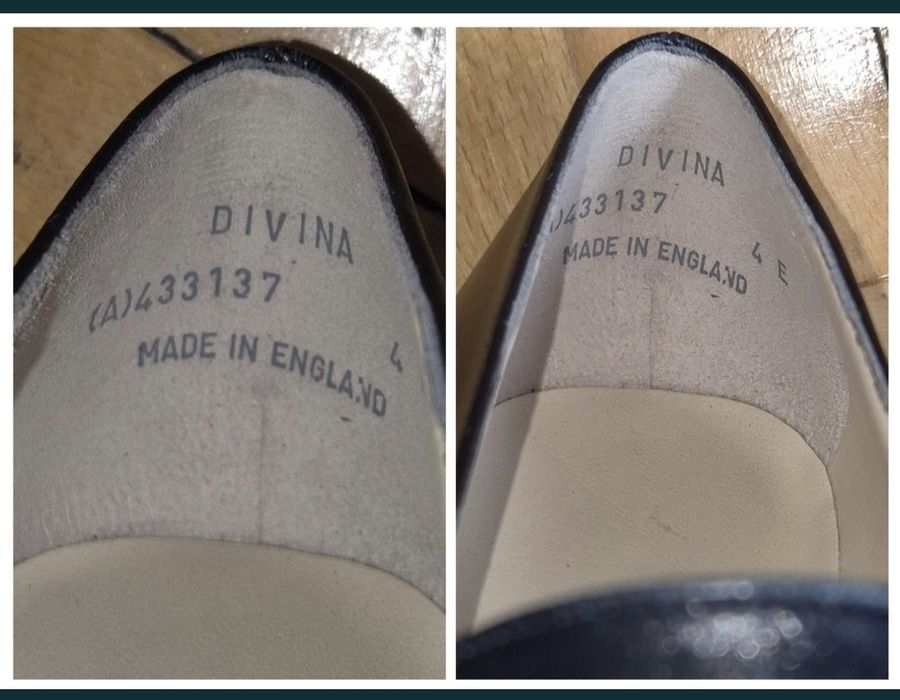 DIVINA
(A)433137
4
MADE IN ENGLAND
DIVINA
)433137
4 E
MADE IN ENGLAND